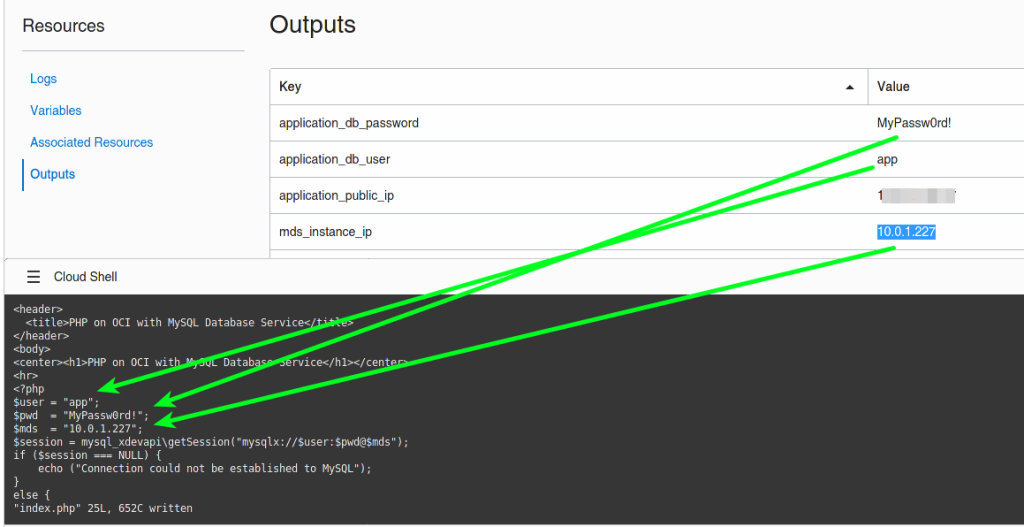 Resources
Outputs
Logs
Variables
Associated Resources
Outputs
Key Value
application_db_password MyPassw0rd!
application_db_user app
application_public_ip
mds_instance_ip 10.0.1.227
Cloud Shell
<header>
  <title>PHP on OCI with MySQL Database Service</title>
</header>
<body>
<center><h1>PHP on OCI with MySQL Database Service</h1></center>
<hr>
<?php
$user = "app";
$pwd  = "MyPassw0rd!";
$mds  = "10.0.1.227";
$session = mysql_xdevapi\getSession("mysqlx://$user:$pwd@$mds");
if ($session === NULL) {
    echo ("Connection could not be established to MySQL");
}
else {
"index.php" 25L, 652C written